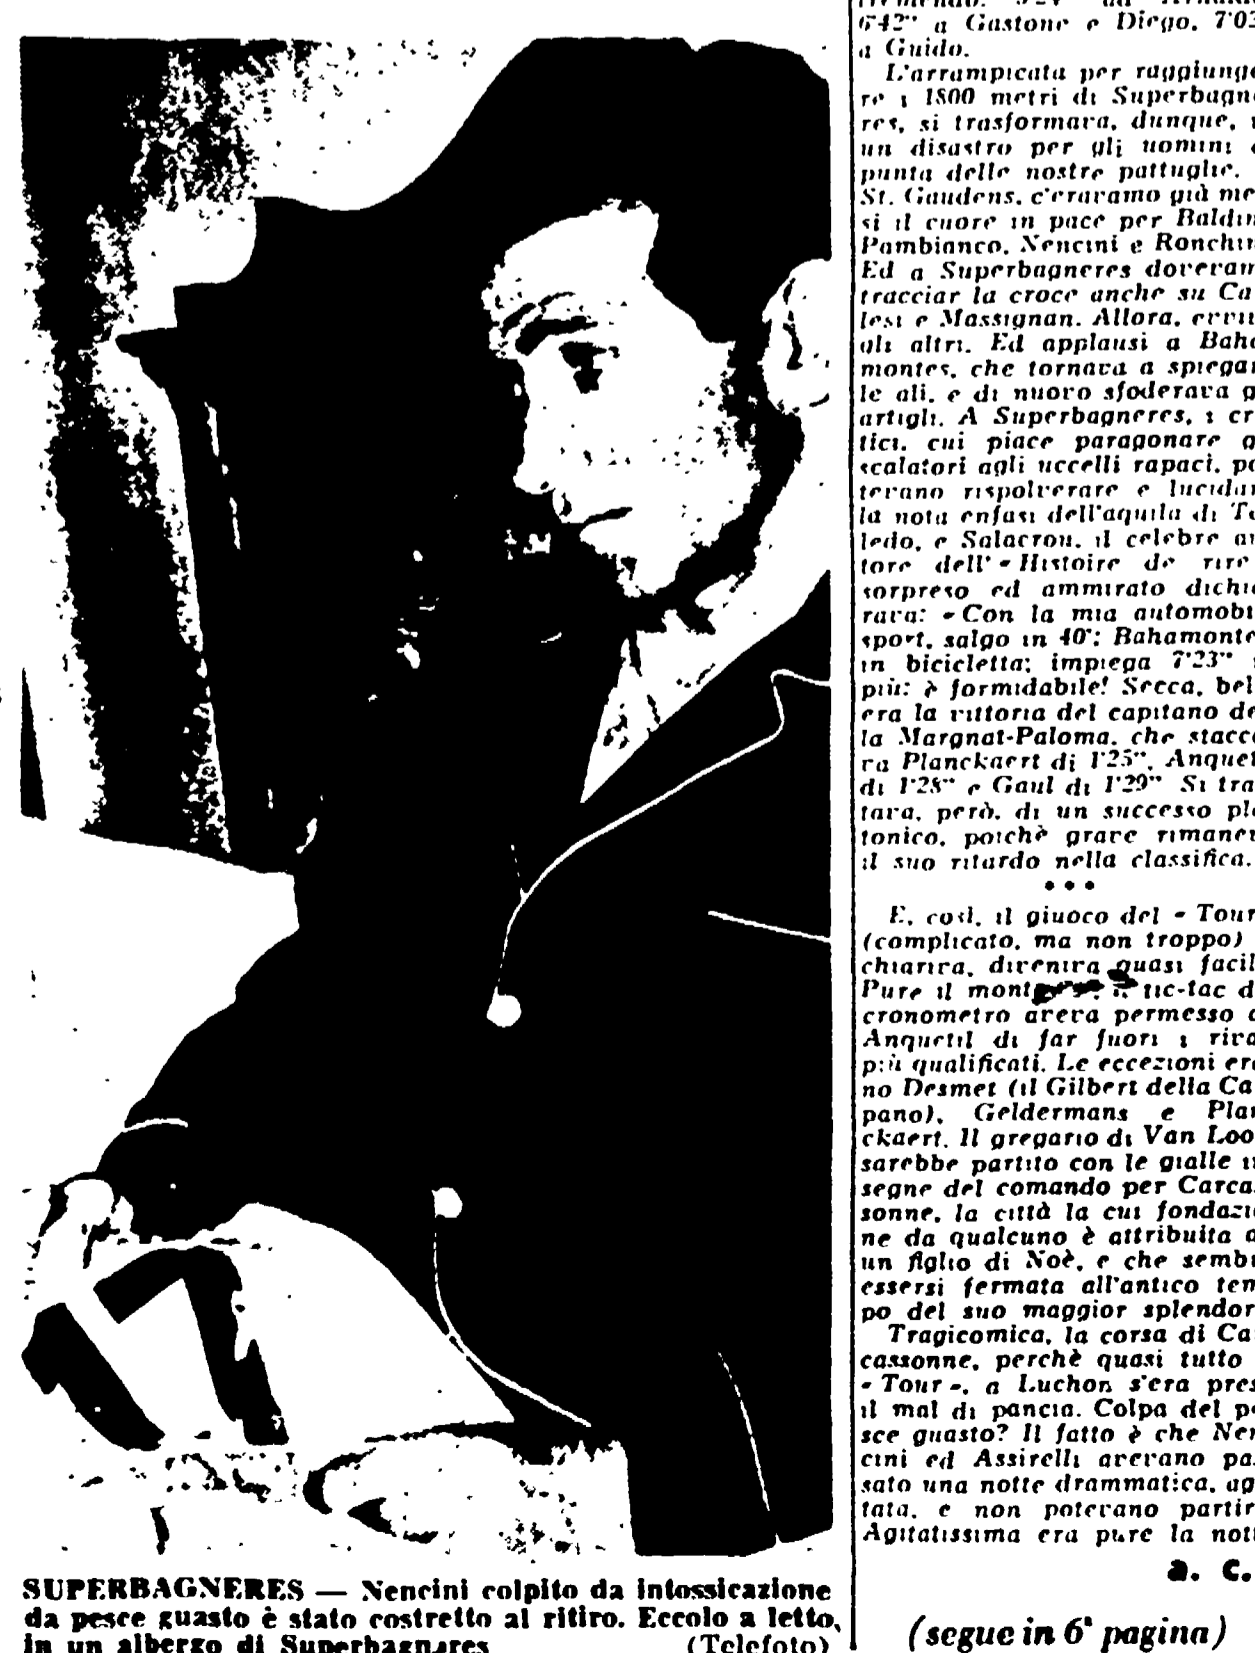 SUPERBAGNERES — Nencini colpito da intossicazione
da pesce guasto è stato costretto al ritiro. Eccolo a letto,
in un albergo di Superbagneres (Telefoto)
6'42" a Gastone e Diego, 7'03
a Guido.
L'arrampicata per raggiunge
re i 1800 metri di Superbagne
res, si trasformava, dunque,
un disastro per gli uomini
punta delle nostre pattuglie.
St. Gaudens, c'eravamo già mes
si il cuore in pace per Baldin
Pambianco, Nencini e Ronchin
Ed a Superbagneres doveram
tracciar la croce anche su Ca
lesi e Massignan. Allora, evvi
gli altri. Ed applausi a Baha
montes, che tornava a spiegar
le ali, e di nuovo sfoderava g
artigli. A Superbagneres, i cri
tici, cui piace paragonare g
scalatori agli uccelli rapaci, po
tevano rispolverare e lucidar
la nota enfasi dell'aquila di To
ledo, e Salacrou, il celebre au
tore dell'« Histoire de rire
sorpreso ed ammirato dichia
rava: « Con la mia automobi
sport, salgo in 40'; Bahamonte
in bicicletta; impiega 7'23"
più: è formidabile! Secca, bel
era la vittoria del capitano de
la Margnat-Paloma, che stacca
va Planckaert di 1'25", Anquet
di 1'28" e Gaul di 1'29" Si trat
tava, però, di un successo pla
tonico, poichè grave rimanev
il suo ritardo nella classifica.
• • •
E, così, il giuoco del « Tour
(complicato, ma non troppo)
chiariva, diveniva quasi facil
Pure il tic-tac d
cronometro aveva permesso a
Anquetil di far fuori i riva
più qualificati. Le eccezioni era
no Desmet (il Gilbert della Car
pano), Geldermans e Plan
ckaert. Il gregario di Van Loo
sarebbe partito con le gialle in
segne del comando per Carcas
sonne, la città la cui fondazio
ne da qualcuno è attribuita a
un figlio di Noè, e che sembr
essersi fermata all'antico tem
po del suo maggior splendor
Tragicomica, la corsa di Car
cassonne, perchè quasi tutto
« Tour », a Luchon s'era pres
il mal di pancia. Colpa del pe
sce guasto? Il fatto è che Nen
cini ed Assirelli avevano pas
sato una notte drammatica, agi
tata, e non potevano partir
Agitatissima era pure la nott
a. c.
(segue in 6ª pagina)